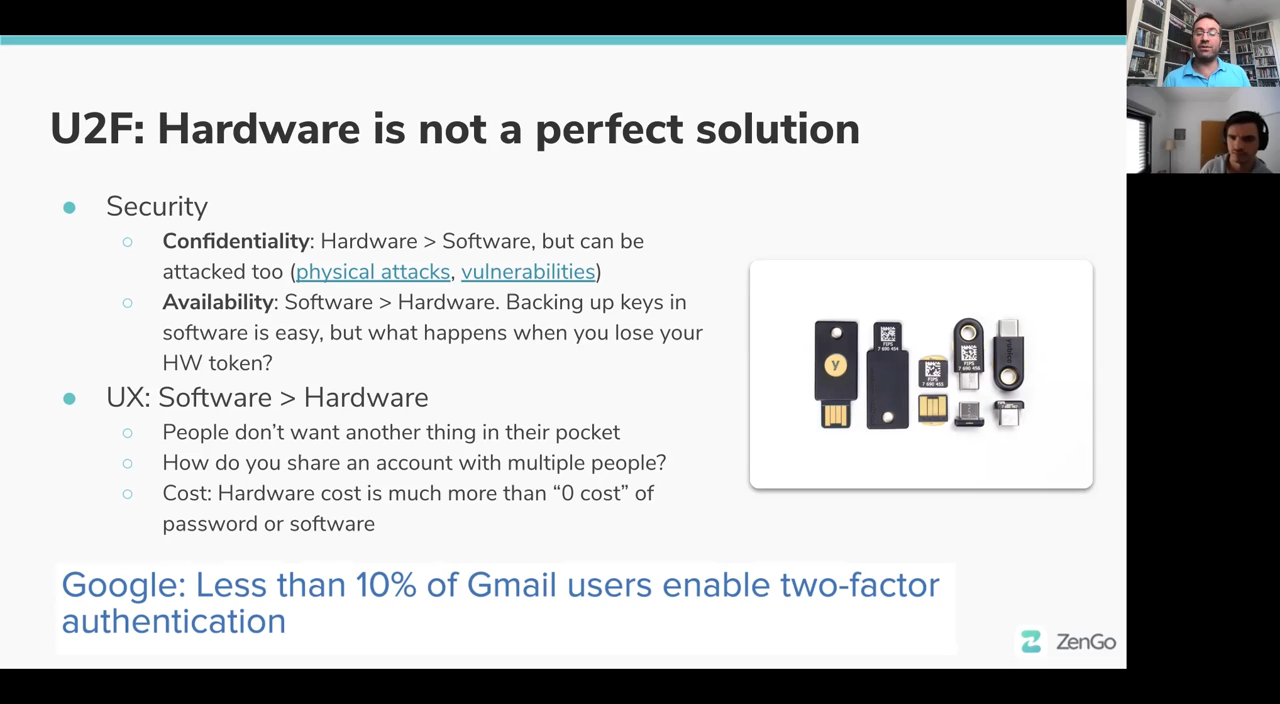 U2F: Hardware is not a perfect solution
Security
Confidentiality: Hardware > Software, but can be
attacked too (physical attacks, vulnerabilities)
Availability: Software > Hardware. Backing up keys in
software is easy, but what happens when you lose your
HW token?
UX: Software > Hardware
People don’t want another thing in their pocket
How do you share an account with multiple people?
Cost: Hardware cost is much more than “0 cost” of
password or software
y
FIPS
FIPS
FIPS
yubico
Google: Less than 10% of Gmail users enable two-factor
authentication
ZenGo